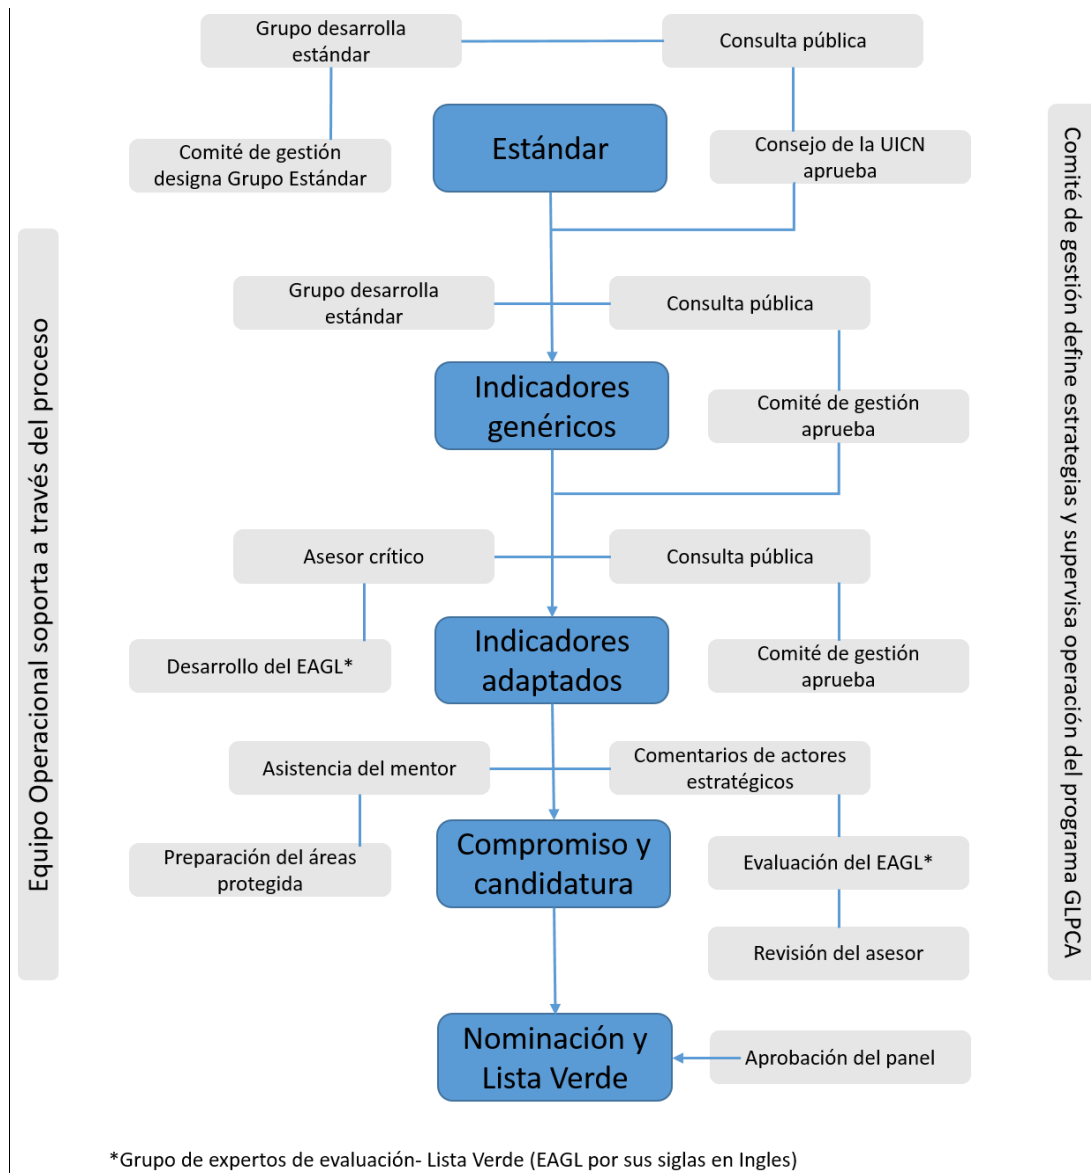 Grupo desarrolla
estándar
Consulta pública
Estándar
Comité de gestión
designa Grupo Estándar
Consejo de la UICN
aprueba
Grupo desarrolla
estándar
Consulta pública
Indicadores
genéricos
Comité de gestión
aprueba
Asesor crítico
Consulta pública
Indicadores
adaptados
Desarrollo del EAGL*
Comité de gestión
aprueba
Asistencia del mentor
Comentarios de actores
estratégicos
Compromiso y
candidatura
Preparación del áreas
protegida
Evaluación del EAGL*
Revisión del asesor
Nominación y
Lista Verde
Aprobación del panel
Equipo Operacional soporta a través del proceso
Comité de gestión define estrategias y supervisa operación del programa GLPCA
*Grupo de expertos de evaluación- Lista Verde (EAGL por sus siglas en Ingles)